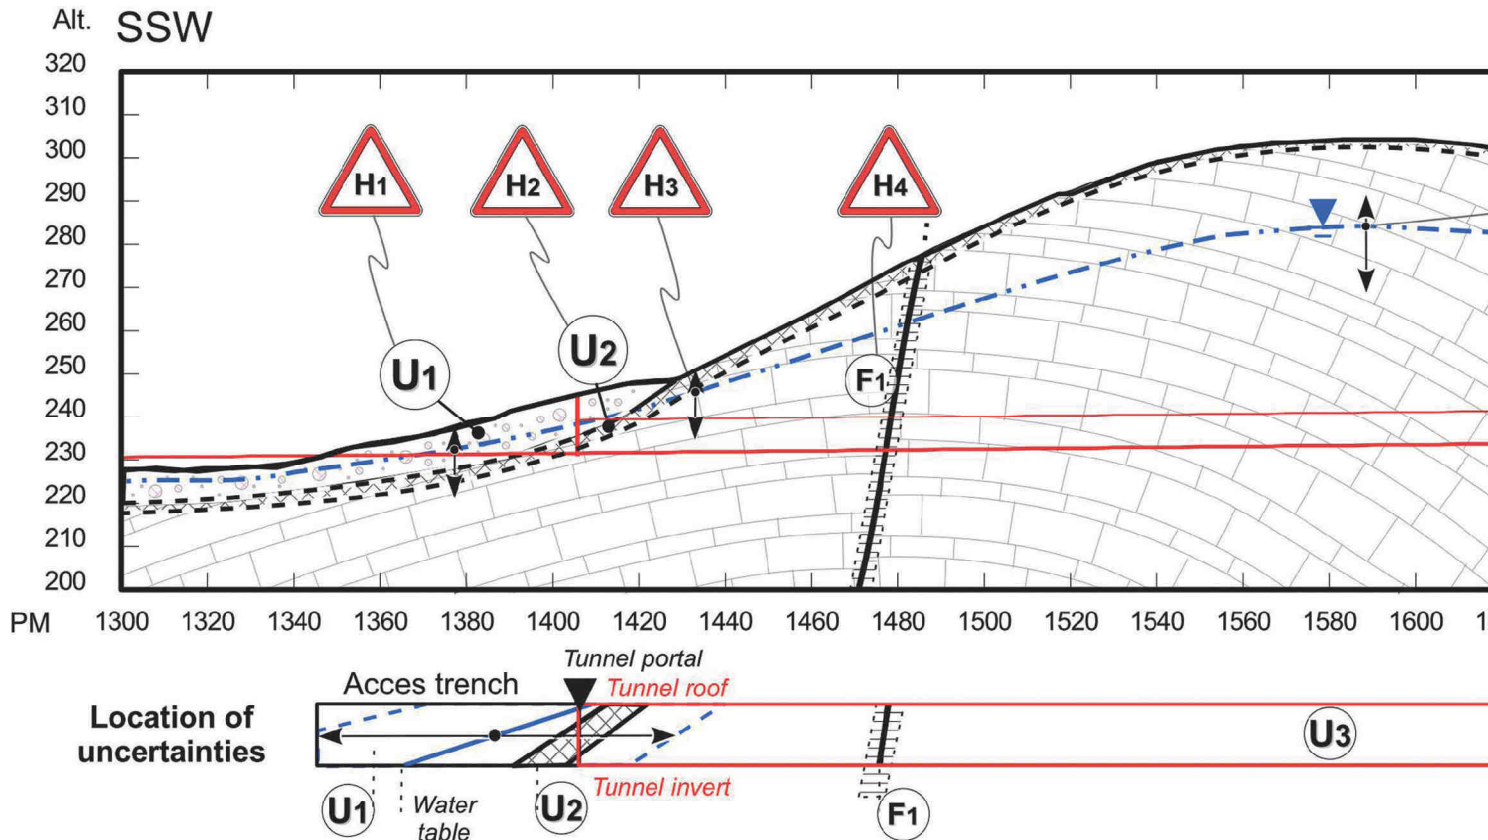 Alt. SSW
320
310
300
290
280
270
260
250
240
230
220
210
200
H1 H2 H3 H4
U1 U2 F1
PM 1300 1320 1340 1360 1380 1400 1420 1440 1460 1480 1500 1520 1540 1560 1580 1600
Tunnel portal
Acces trench
Tunnel roof
Location of
uncertainties
U3
Tunnel invert
U1 Water
table
U2 F1